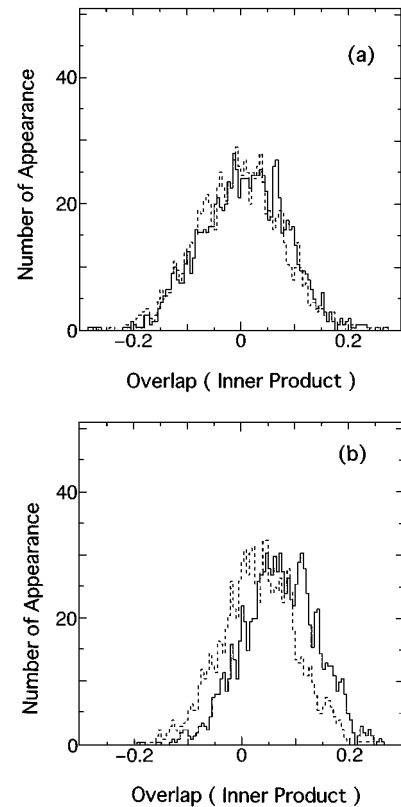 (a)
Number of Appearance
40
20
0
−0.2 0 0.2
Overlap ( Inner Product )
(b)
Number of Appearance
40
20
0
−0.2 0 0.2
Overlap ( Inner Product )